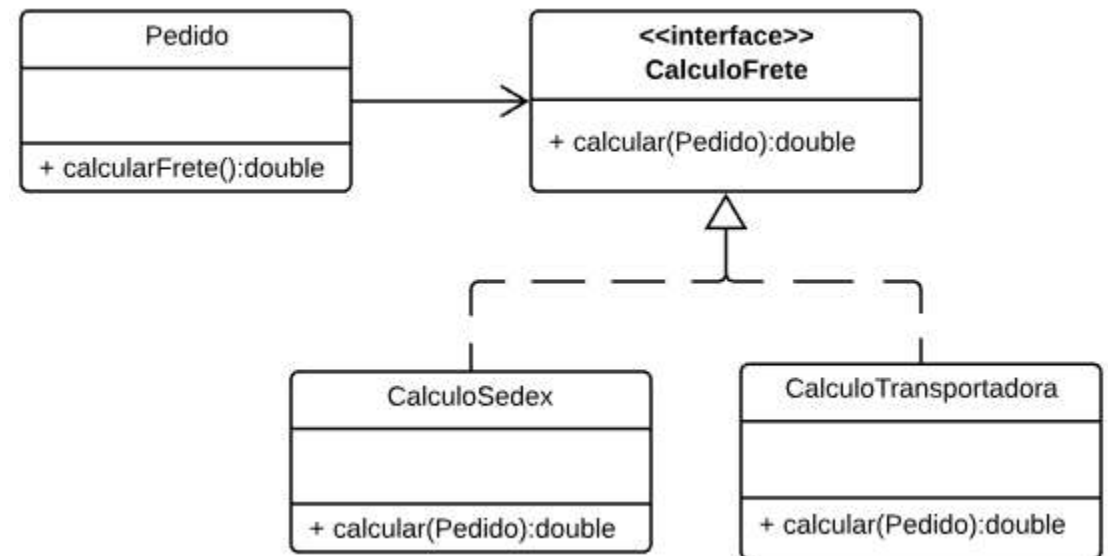 Pedido
+ calcularFrete():double
<<interface>>
CalculoFrete
+ calcular(Pedido):double
CalculoSedex
+ calcular(Pedido):double
CalculoTransportadora
+ calcular(Pedido):double